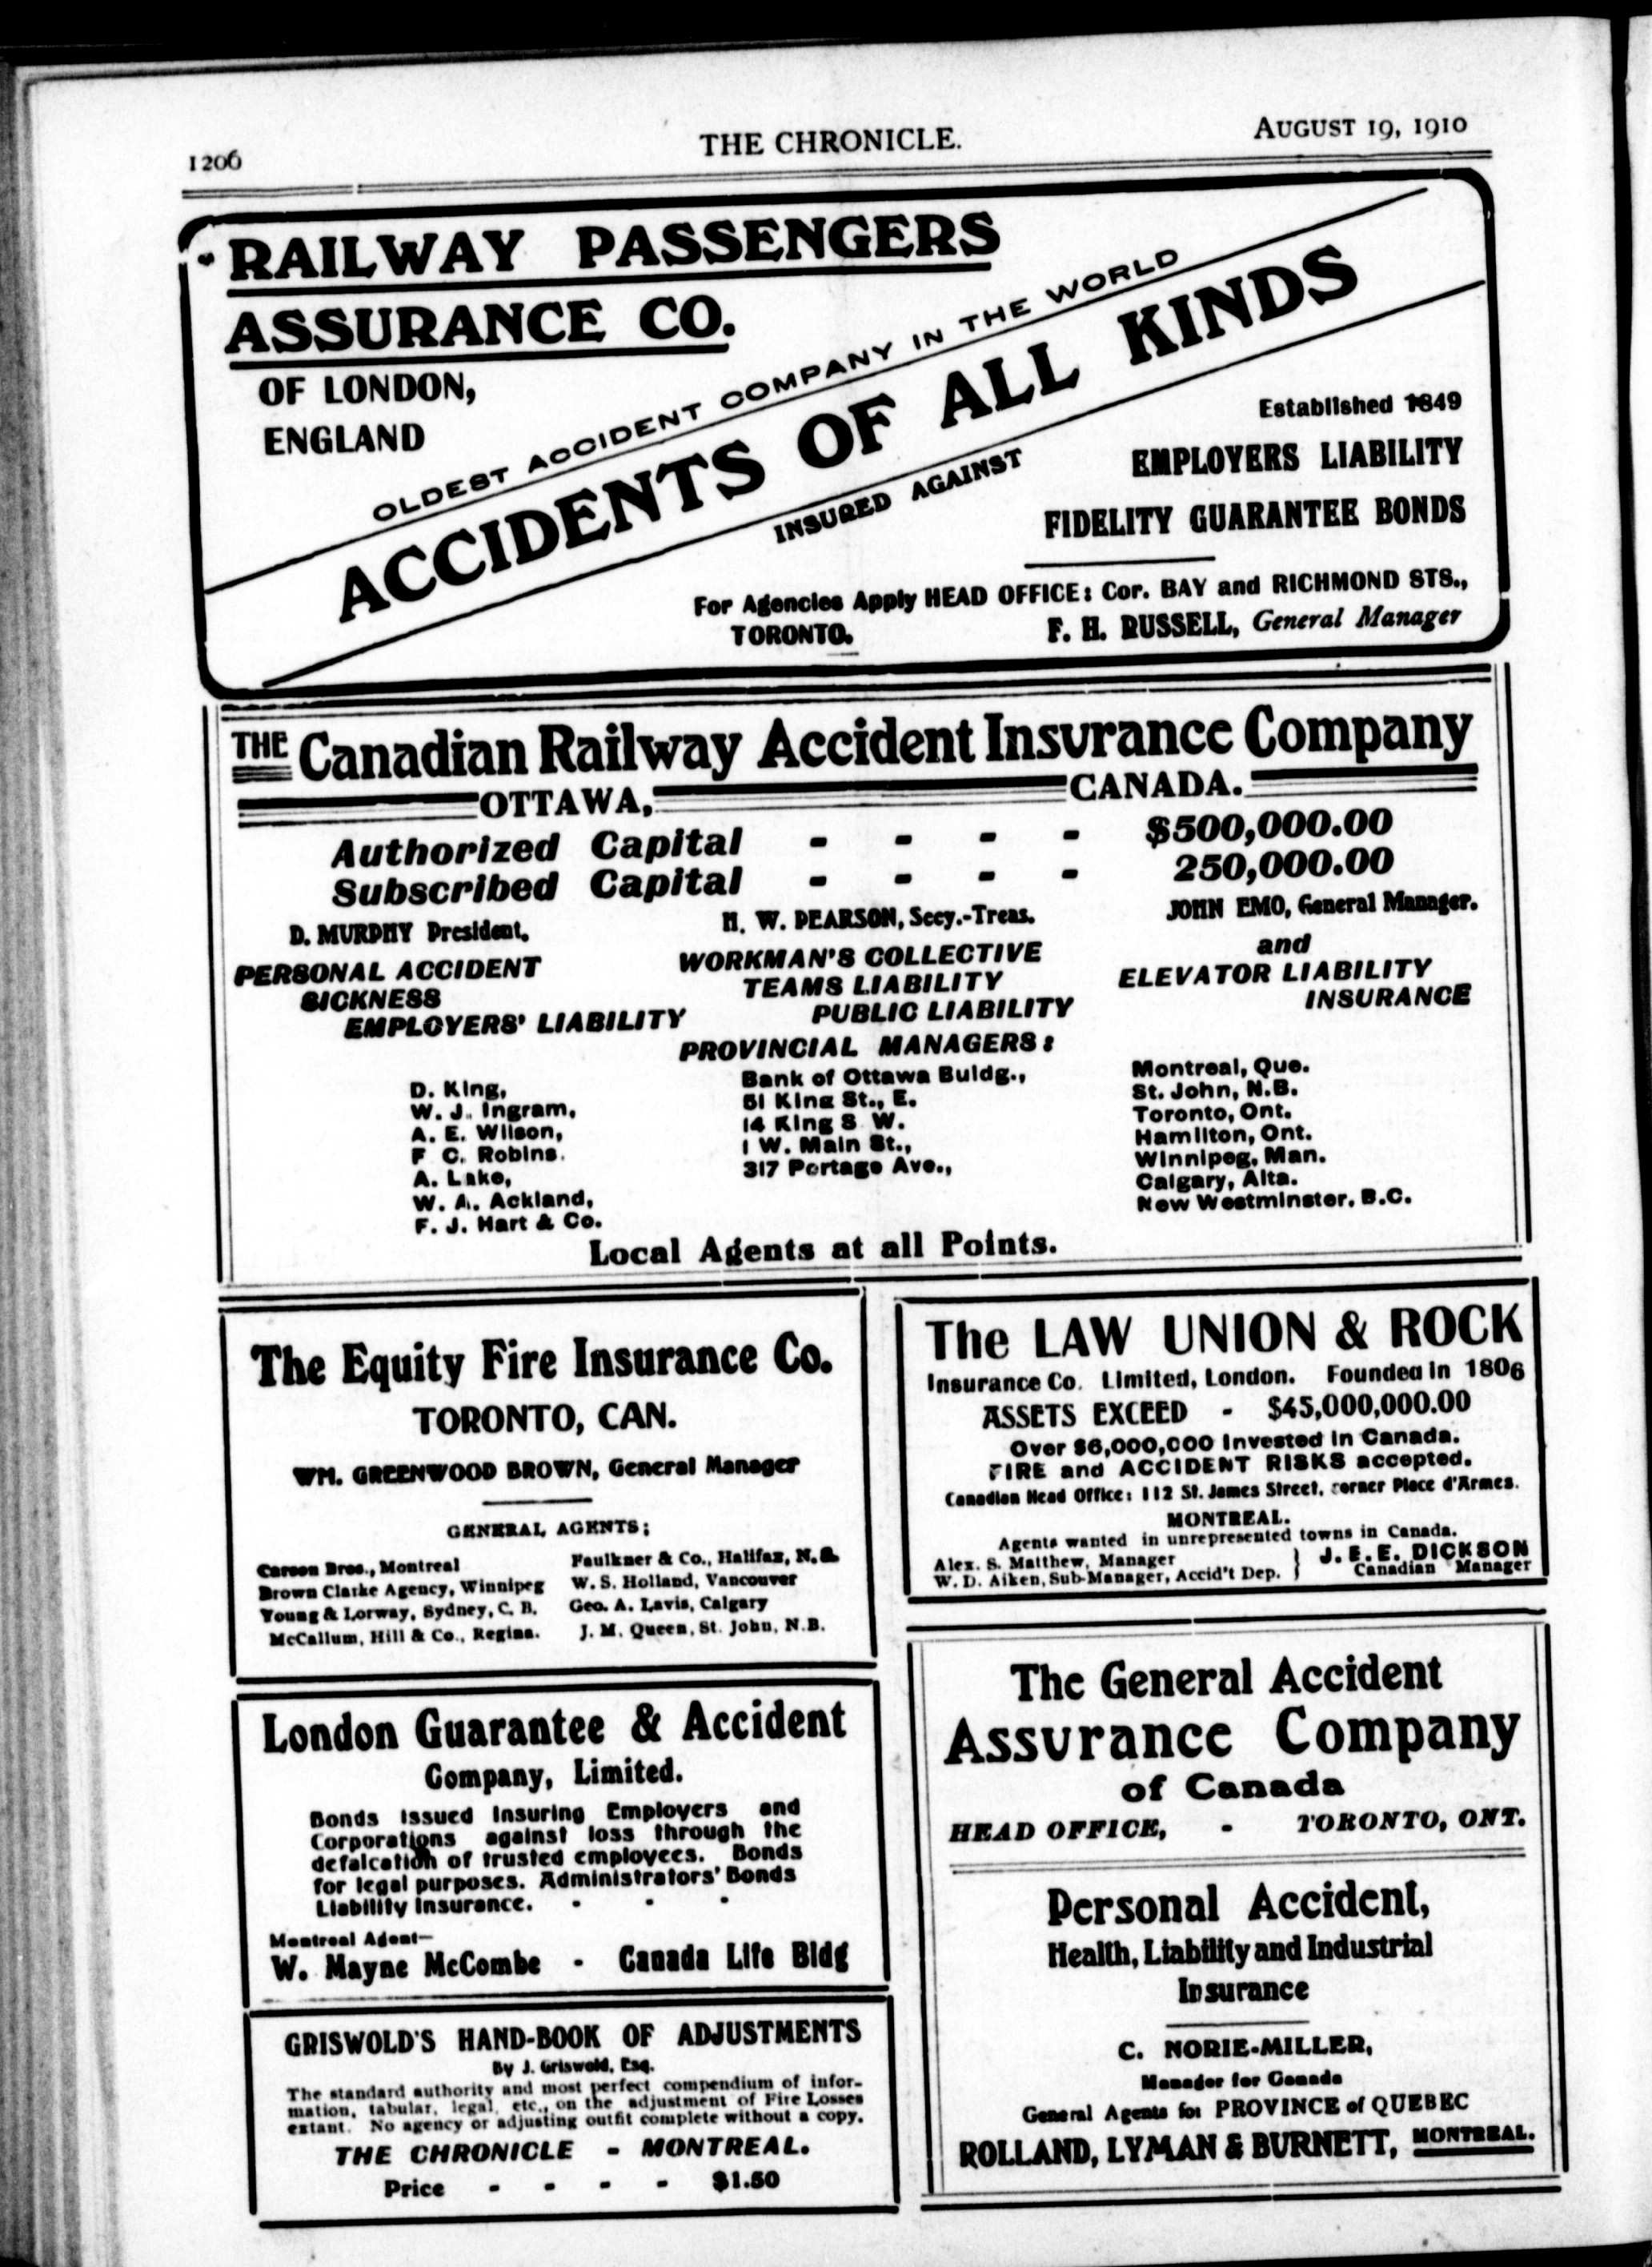 1206
THE CHRONICLE.
AUGUST 19, 1910
RAILWAY PASSENGERS
ASSURANCE CO.
OF LONDON,
ENGLAND
OLDEST ACCIDENT COMPANY IN THE WORLD
ACCIDENTS OF ALL KINDS
INSURED AGAINST
Established 1849
EMPLOYERS LIABILITY
FIDELITY GUARANTEE BONDS
For Agencies Apply HEAD OFFICE: Cor. BAY and RICHMOND STS.,
TORONTO. F. H. RUSSELL, General Manager
THE Canadian Railway Accident Insurance Company
OTTAWA, CANADA.
Authorized Capital - - - - $500,000.00
Subscribed Capital - - - - 250,000.00
D. MURPHY President. H. W. PEARSON, Secy.-Treas. JOHN EMO, General Manager.
PERSONAL ACCIDENT
SICKNESS
EMPLOYERS' LIABILITY
WORKMAN'S COLLECTIVE
TEAMS LIABILITY
PUBLIC LIABILITY
and
ELEVATOR LIABILITY
INSURANCE
PROVINCIAL MANAGERS:
D. King,
W. J. Ingram,
A. E. Wilson,
F C. Robins.
A. Lake,
W. A. Ackland,
F. J. Hart & Co.
Bank of Ottawa Buldg.,
51 King St., E.
14 King S W.
1 W. Main St.,
317 Portage Ave.,
Montreal, Que.
St. John, N.B.
Toronto, Ont.
Hamilton, Ont.
Winnipeg, Man.
Calgary, Alta.
New Westminster, B.C.
Local Agents at all Points.
The Equity Fire Insurance Co.
TORONTO, CAN.
WM. GREENWOOD BROWN, General Manager
GENERAL AGENTS;
Carson Bros., Montreal
Brown Clarke Agency, Winnipeg
Young & Lorway, Sydney, C. B.
McCallum, Hill & Co., Regina.
Faulkner & Co., Halifax, N.S.
W. S. Holland, Vancouver
Geo. A. Lavis, Calgary
J. M. Queen, St. John, N.B.
The LAW UNION & ROCK
Insurance Co. Limited, London. Founded in 1806
ASSETS EXCEED - $45,000,000.00
Over $6,000,000 Invested in Canada.
FIRE and ACCIDENT RISKS accepted.
Canadian Head Office: 112 St. James Street, corner Place d'Armes.
MONTREAL.
Agents wanted in unrepresented towns in Canada.
Alex. S. Matthew, Manager
W. D. Aiken, Sub-Manager, Accid't Dep.
J. E. E. DICKSON
Canadian Manager
London Guarantee & Accident
Company, Limited.
Bonds issued Insuring Employers and
Corporations against loss through the
defalcation of trusted employees. Bonds
for legal purposes. Administrators' Bonds
Liability Insurance. - - -
Montreal Agent—
W. Mayne McCombe - Canada Life Bldg
The General Accident
Assurance Company
of Canada
HEAD OFFICE, - TORONTO, ONT.
Personal Accident,
Health, Liability and Industrial
Insurance
C. NORIE-MILLER,
Manager for Canada
General Agents for PROVINCE of QUEBEC
ROLLAND, LYMAN & BURNETT, MONTREAL.
GRISWOLD'S HAND-BOOK OF ADJUSTMENTS
By J. Griswold, Esq.
The standard authority and most perfect compendium of infor-
mation, tabular, legal, etc., on the adjustment of Fire Losses
extant. No agency or adjusting outfit complete without a copy.
THE CHRONICLE - MONTREAL.
Price - - - - $1.50